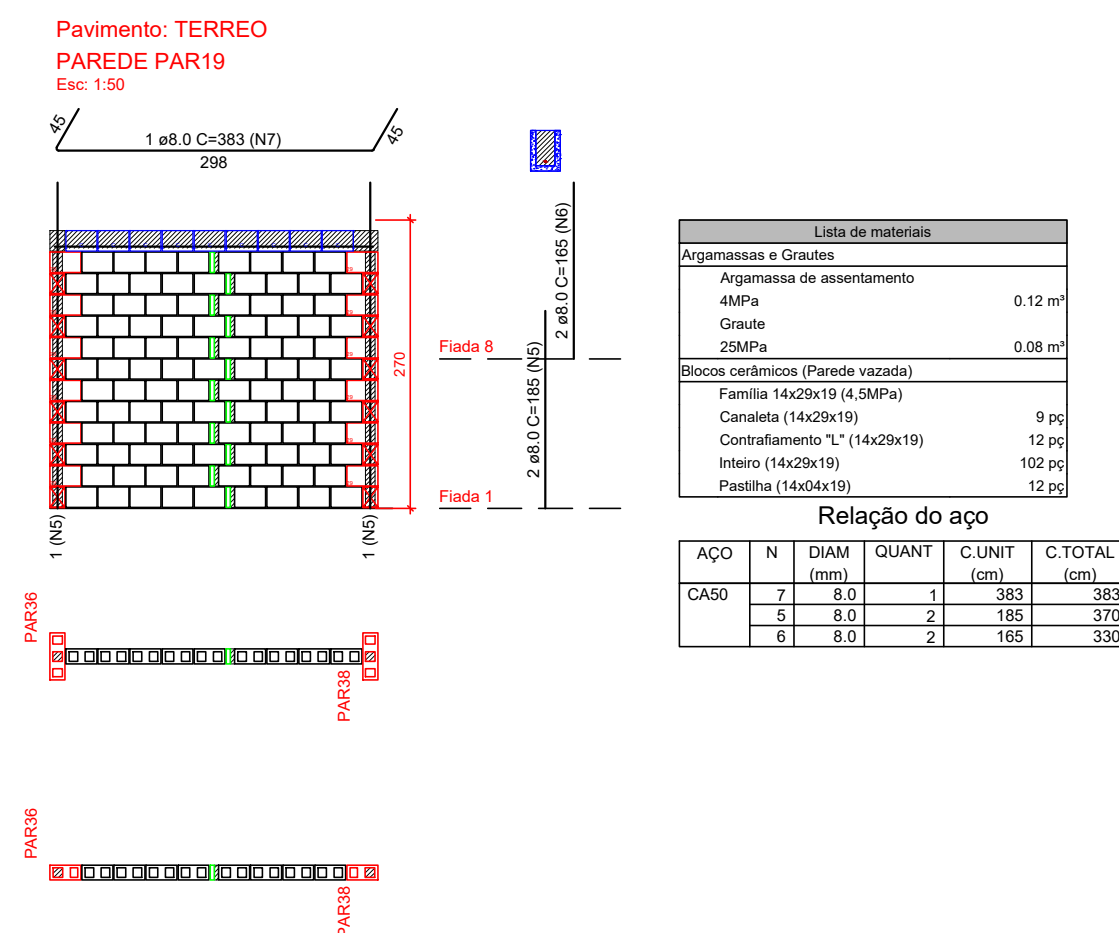 Pavimento: TERREO
PAREDE PAR19
Esc: 1:50
45
1 ø8.0 C=383 (N7)
45
298
2 ø8.0 C=165 (N6)
2 ø8.0 C=185 (N5)
Fiada 8
270
Fiada 1
1 (N5)
1 (N5)
PAR36
PAR38
PAR36
PAR38
Lista de materiais
Argamassas e Grautes
Argamassa de assentamento
4MPa 0.12 m³
Graute
25MPa 0.08 m³
Blocos cerâmicos (Parede vazada)
Família 14x29x19 (4,5MPa)
Canaleta (14x29x19) 9 pç
Contrafiamento "L" (14x29x19) 12 pç
Inteiro (14x29x19) 102 pç
Pastilha (14x04x19) 12 pç
Relação do aço
AÇO N DIAM QUANT C.UNIT C.TOTAL
(mm) (cm) (cm)
CA50 7 8.0 1 383 383
5 8.0 2 185 370
6 8.0 2 165 330